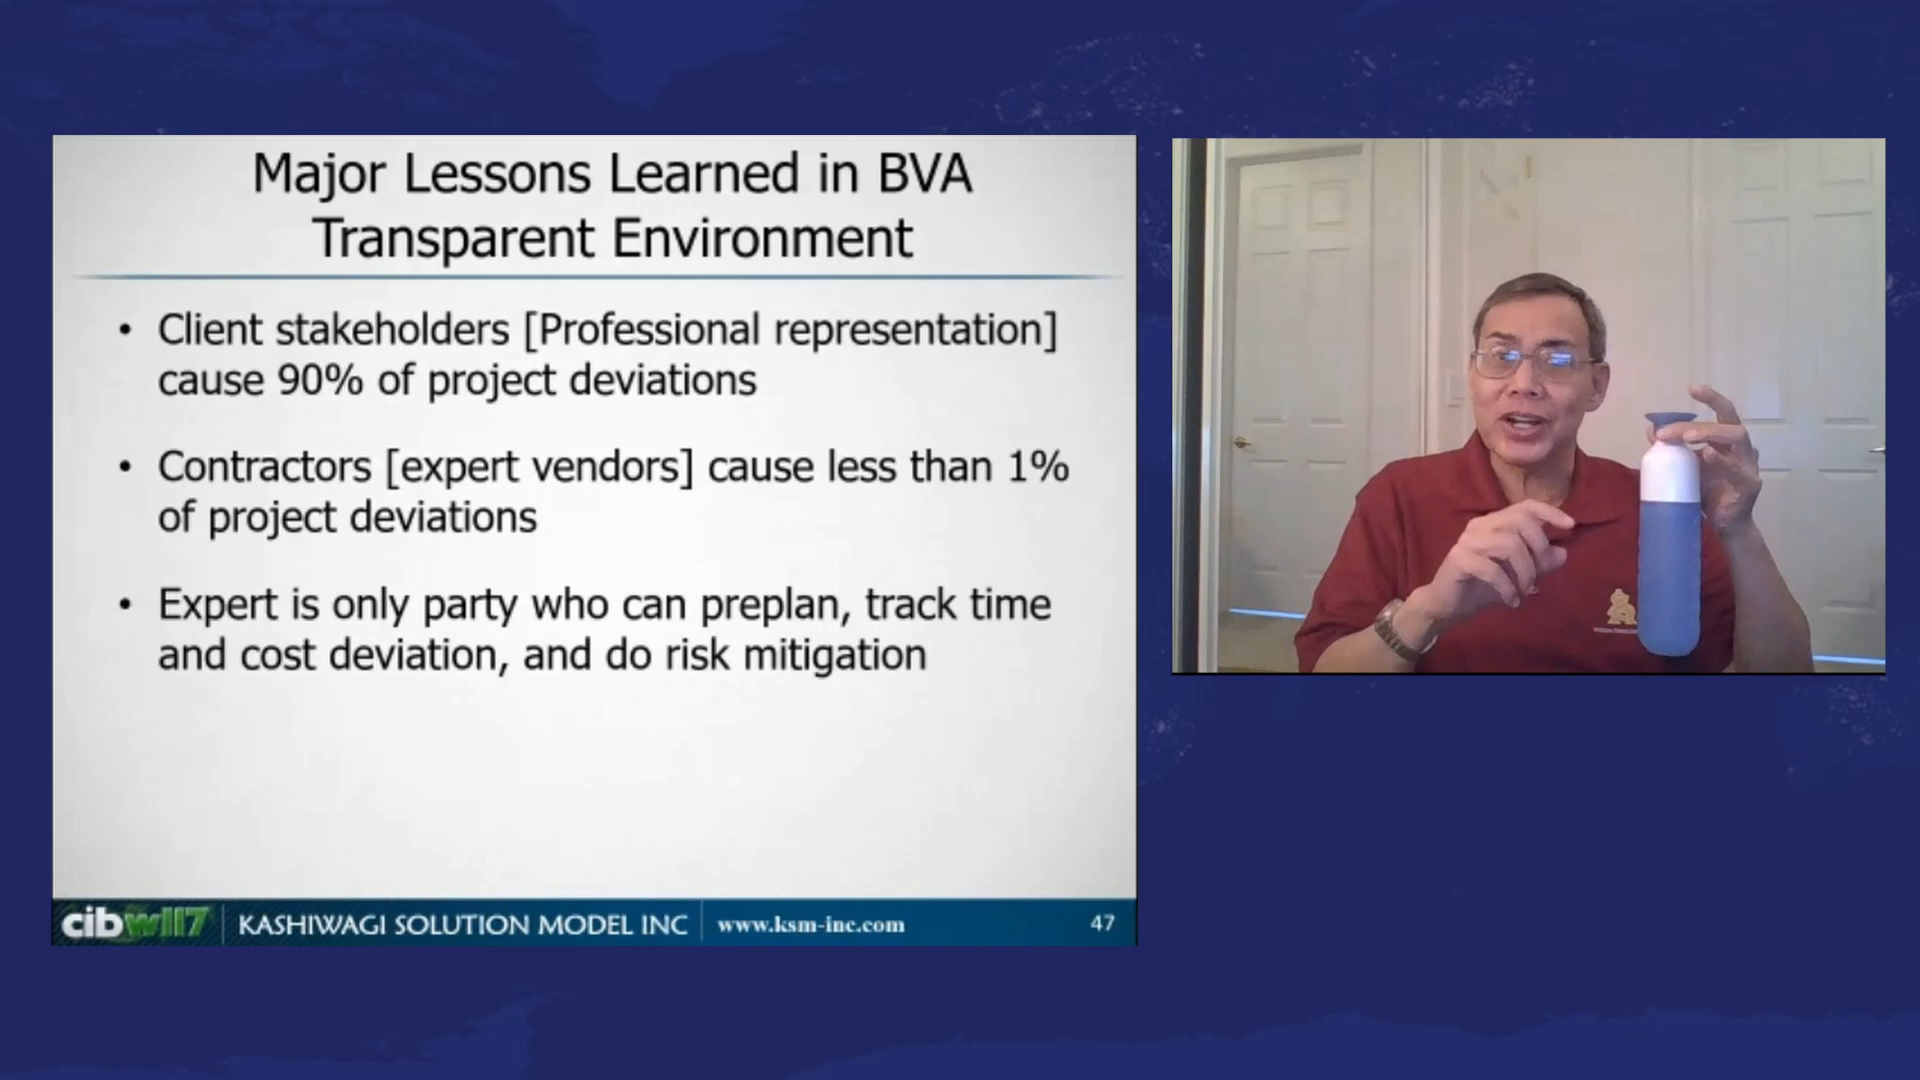 Major Lessons Learned in BVA
Transparent Environment
• Client stakeholders [Professional representation]
cause 90% of project deviations
• Contractors [expert vendors] cause less than 1%
of project deviations
• Expert is only party who can preplan, track time
and cost deviation, and do risk mitigation
cibw117
KASHIWAGI SOLUTION MODEL INC
www.ksm-inc.com
47